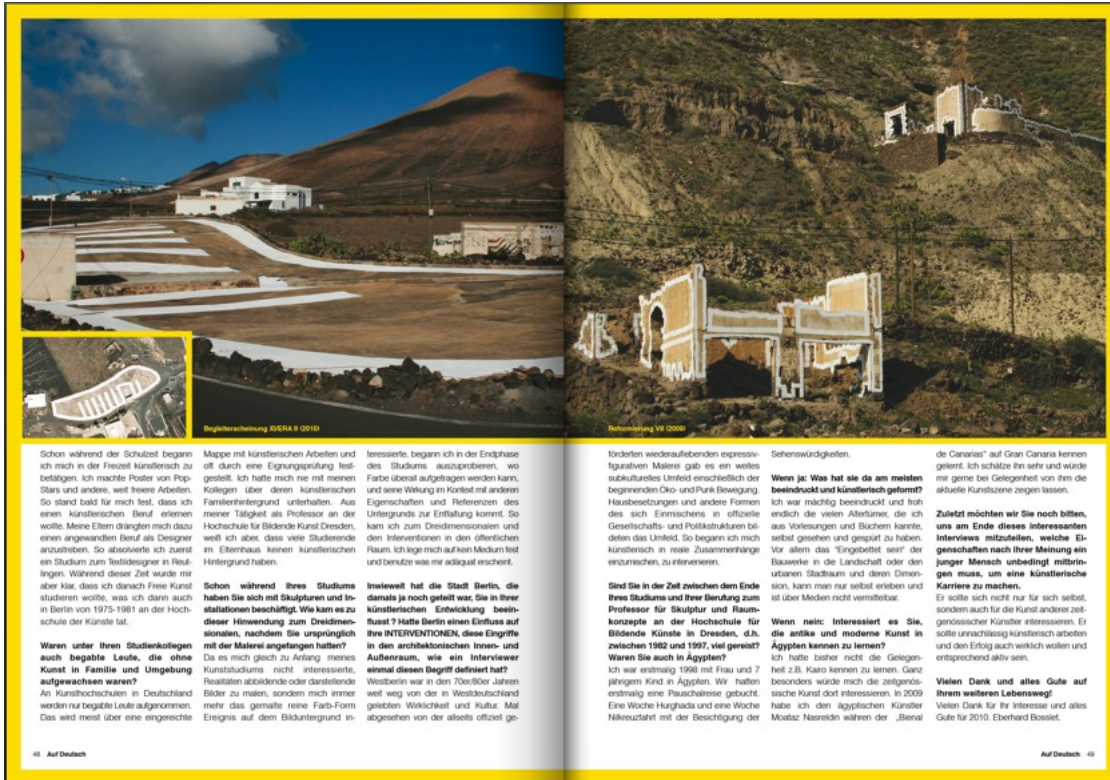 Begleiterscheinung XI/ERA II (2010)
Reformierung VII (2009)
Schon während der Schulzeit begann
ich mich in der Freizeit künstlerisch zu
betätigen. Ich machte Poster von Pop-
Stars und andere, weit freiere Arbeiten.
So stand bald für mich fest, dass ich
einen künstlerischen Beruf erlernen
wollte. Meine Eltern drängten mich dazu
einen angewandten Beruf als Designer
anzustreben. So absolvierte ich zuerst
ein Studium zum Textildesigner in Reut-
lingen. Während dieser Zeit wurde mir
aber klar, dass ich danach Freie Kunst
studieren wollte, was ich dann auch
in Berlin von 1975-1981 an der Hoch-
schule der Künste tat.
Waren unter Ihren Studienkollegen
auch begabte Leute, die ohne
Kunst in Familie und Umgebung
aufgewachsen waren?
An Kunsthochschulen in Deutschland
werden nur begabte Leute aufgenommen.
Das wird meist über eine eingereichte
Mappe mit künstlerischen Arbeiten und
oft durch eine Eignungsprüfung fest-
gestellt. Ich hatte mich nie mit meinen
Kollegen über deren künstlerischen
Familienhintergrund unterhalten. Aus
meiner Tätigkeit als Professor an der
Hochschule für Bildende Kunst Dresden,
weiß ich aber, dass viele Studierende
im Elternhaus keinen künstlerischen
Hintergrund haben.
Schon während Ihres Studiums
haben Sie sich mit Skulpturen und In-
stallationen beschäftigt. Wie kam es zu
dieser Hinwendung zum Dreidimen-
sionalen, nachdem Sie ursprünglich
mit der Malerei angefangen hatten?
Da es mich gleich zu Anfang meines
Kunststudiums nicht interessierte,
Realitäten abbildende oder darstellende
Bilder zu malen, sondern mich immer
mehr das gemalte reine Farb-Form
Ereignis auf dem Bilduntergrund in-
teressierte, begann ich in der Endphase
des Studiums auszuprobieren, wo
Farbe überall aufgetragen werden kann,
und seine Wirkung im Kontext mit anderen
Eigenschaften und Referenzen des
Untergrunds zur Entfaltung kommt. So
kam ich zum Dreidimensionalen und
den Interventionen in den öffentlichen
Raum. Ich lege mich auf kein Medium fest
und benutze was mir adäquat erscheint.
Inwieweit hat die Stadt Berlin, die
damals ja noch geteilt war, Sie in Ihrer
künstlerischen Entwicklung beein-
flusst ? Hatte Berlin einen Einfluss auf
Ihre INTERVENTIONEN, diese Eingriffe
in den architektonischen Innen- und
Außenraum, wie ein Interviewer
einmal diesen Begriff definiert hat?
Westberlin war in den 70er/80er Jahren
weit weg von der in Westdeutschland
gelebten Wirklichkeit und Kultur. Mal
abgesehen von der allseits offiziell ge-
förderten wiederauflebenden expressiv-
figurativen Malerei gab es ein weites
subkulturelles Umfeld einschließlich der
beginnenden Öko- und Punk Bewegung.
Hausbesetzungen und andere Formen
des sich Einmischens in offizielle
Gesellschafts- und Politikstrukturen bil-
deten das Umfeld. So begann ich mich
künstlerisch in reale Zusammenhänge
einzumischen, zu intervenieren.
Sind Sie in der Zeit zwischen dem Ende
Ihres Studiums und Ihrer Berufung zum
Professor für Skulptur und Raum-
konzepte an der Hochschule für
Bildende Künste in Dresden, d.h.
zwischen 1982 und 1997, viel gereist?
Waren Sie auch in Ägypten?
Ich war erstmalig 1998 mit Frau und 7
jährigem Kind in Ägypten. Wir hatten
erstmalig eine Pauschalreise gebucht.
Eine Woche Hurghada und eine Woche
Nilkreuzfahrt mit der Besichtigung der
Sehenswürdigkeiten.
Wenn ja: Was hat sie da am meisten
beeindruckt und künstlerisch geformt?
Ich war mächtig beeindruckt und froh
endlich die vielen Altertümer, die ich
aus Vorlesungen und Büchern kannte,
selbst gesehen und gespürt zu haben.
Vor allem das "Eingebettet sein" der
Bauwerke in die Landschaft oder den
urbanen Stadtraum und deren Dimen-
sion, kann man nur selbst erleben und
ist über Medien nicht vermittelbar.
Wenn nein: Interessiert es Sie,
die antike und moderne Kunst in
Ägypten kennen zu lernen?
Ich hatte bisher nicht die Gelegen-
heit z.B. Kairo kennen zu lernen. Ganz
besonders würde mich die zeitgenös-
sische Kunst dort interessieren. In 2009
habe ich den ägyptischen Künstler
Moataz Nasreldin währen der „Bienal
de Canarias" auf Gran Canaria kennen
gelernt. Ich schätze ihn sehr und würde
mir gerne bei Gelegenheit von ihm die
aktuelle Kunstszene zeigen lassen.
Zuletzt möchten wir Sie noch bitten,
uns am Ende dieses interessanten
Interviews mitzuteilen, welche Ei-
genschaften nach Ihrer Meinung ein
junger Mensch unbedingt mitbrin-
gen muss, um eine künstlerische
Karriere zu machen.
Er sollte sich nicht nur für sich selbst,
sondern auch für die Kunst anderer zeit-
genössischer Künstler interessieren. Er
sollte unnachlässig künstlerisch arbeiten
und den Erfolg auch wirklich wollen und
entsprechend aktiv sein.
Vielen Dank und alles Gute auf
Ihrem weiteren Lebensweg!
Vielen Dank für Ihr Interesse und alles
Gute für 2010. Eberhard Bosslet.
48 Auf Deutsch
Auf Deutsch 49